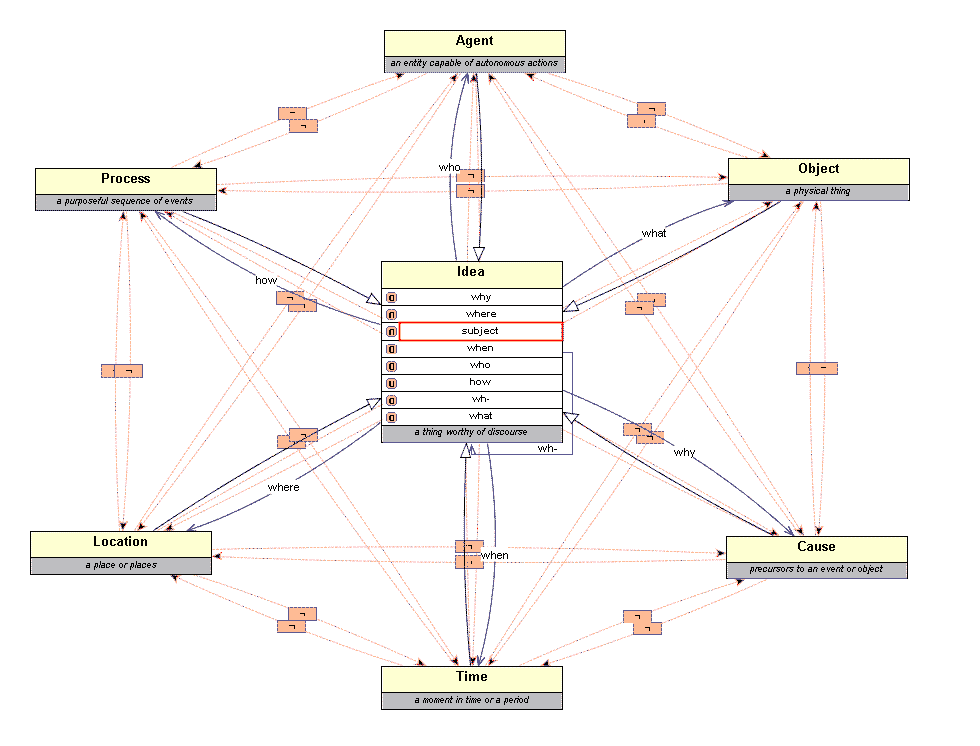 Agent
an entity capable of autonomous actions
¬
¬
¬
¬
who
Process
a purposeful sequence of events
¬
¬
Object
a physical thing
what
how
Idea
why
where
subject
when
who
how
wh-
what
a thing worthy of discourse
¬
¬
¬
¬
¬
¬
¬
¬
¬
¬
wh-
why
where
Location
a place or places
¬
¬
when
Cause
precursors to an event or object
¬
¬
¬
¬
Time
a moment in time or a period